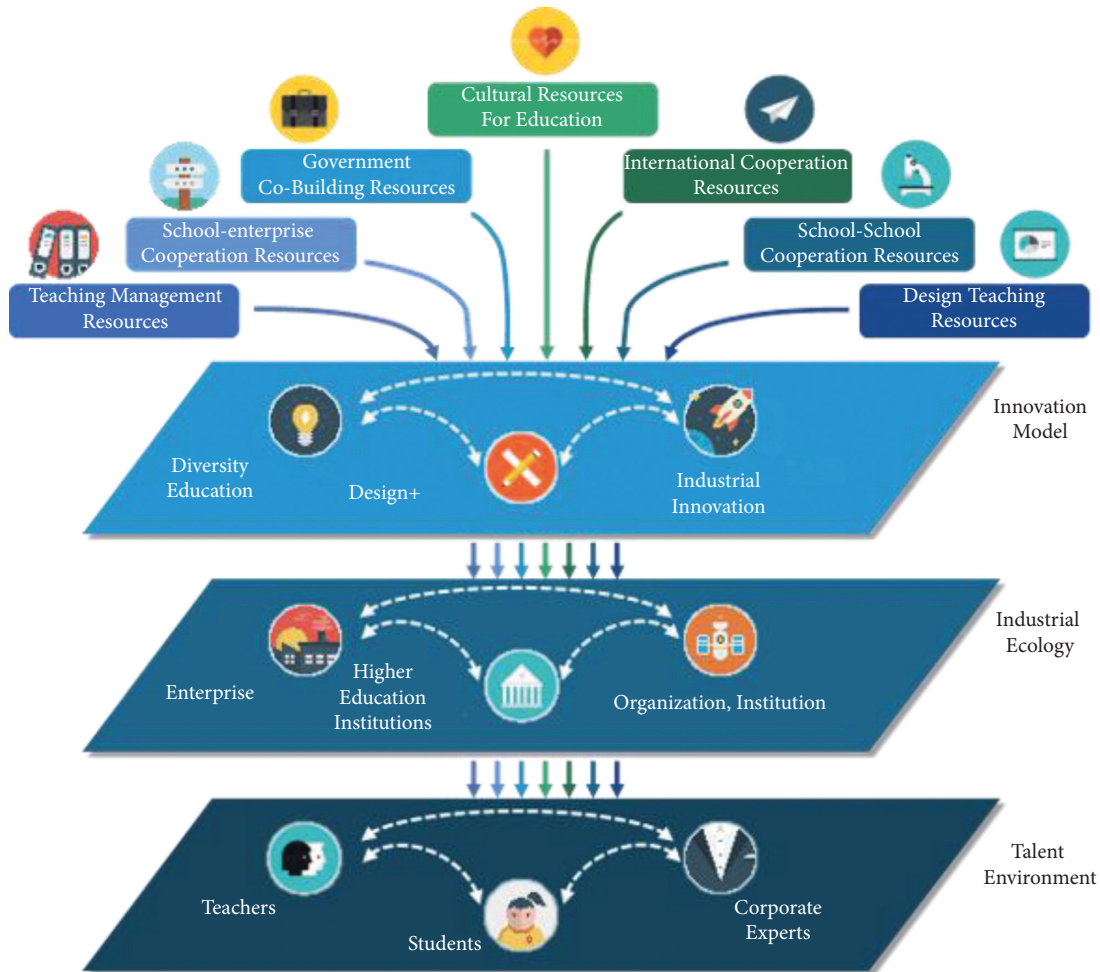 Cultural Resources
For Education
Government
Co-Building Resources
International Cooperation
Resources
School-enterprise
Cooperation Resources
School-School
Cooperation Resources
Teaching Management
Resources
Design Teaching
Resources
Innovation
Model
Diversity
Education
Design+
Industrial
Innovation
Industrial
Ecology
Enterprise
Higher
Education
Institutions
Organization, Institution
Talent
Environment
Teachers
Students
Corporate
Experts